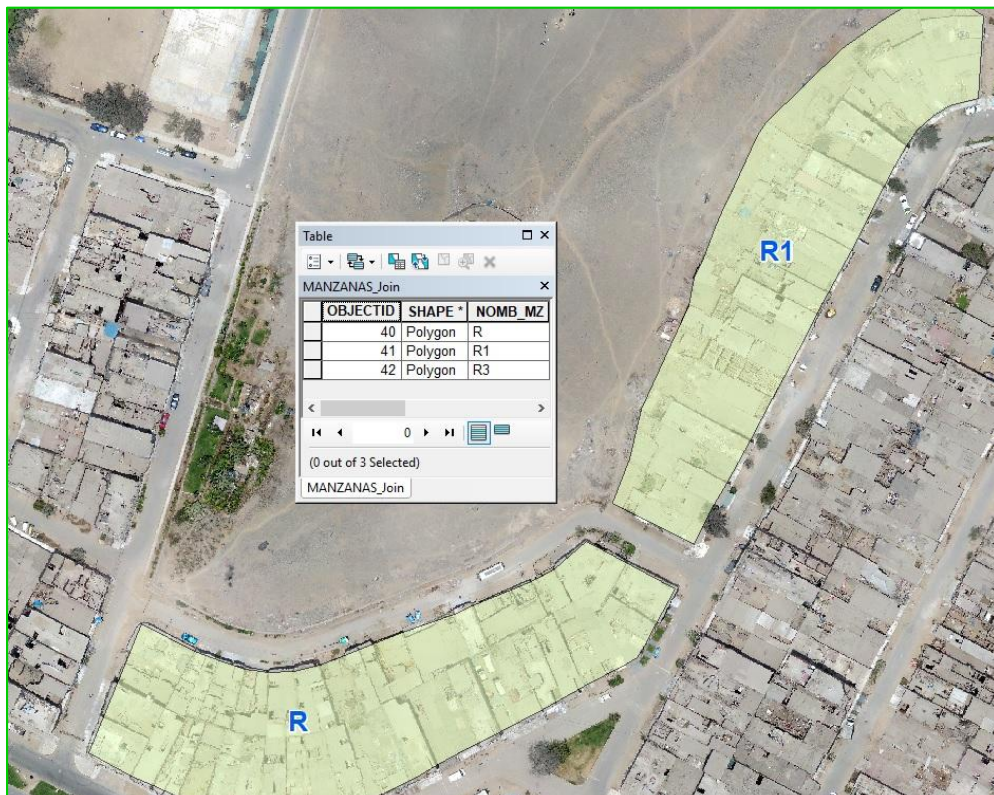 Table
MANZANAS_Join
OBJECTID SHAPE * NOMB_MZ
40 Polygon R
41 Polygon R1
42 Polygon R3
0
(0 out of 3 Selected)
MANZANAS_Join
R1
R